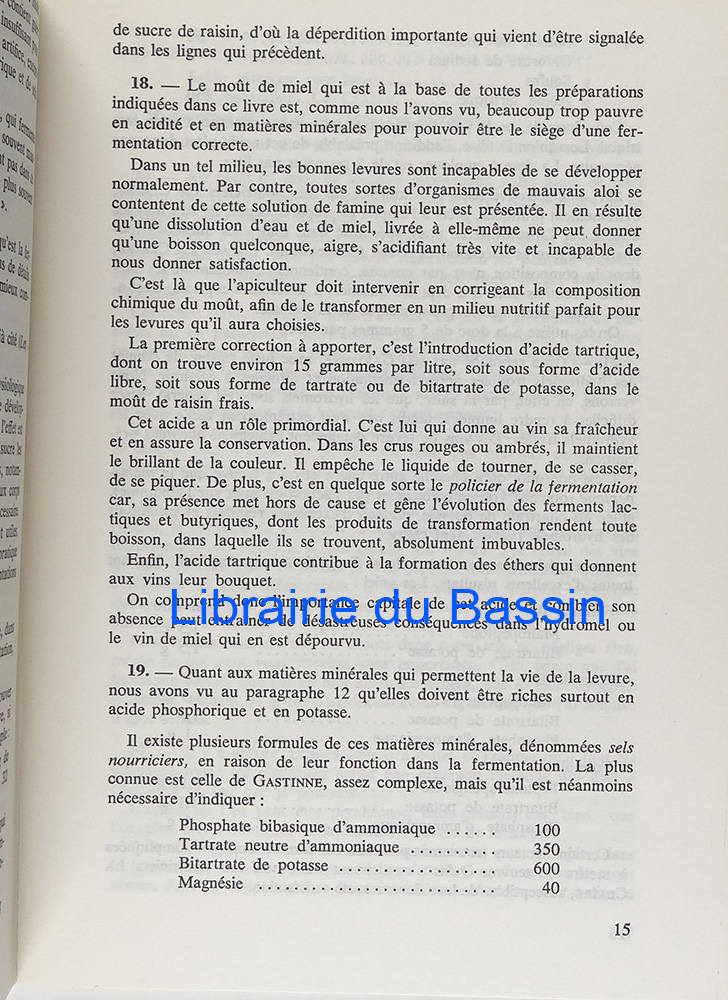 de sucre de raisin, d'où la déperdition importante qui vient d'être signalée
dans les lignes qui précèdent.
18. — Le moût de miel qui est à la base de toutes les préparations
indiquées dans ce livre est, comme nous l'avons vu, beaucoup trop pauvre
en acidité et en matières minérales pour pouvoir être le siège d'une fer-
mentation correcte.
Dans un tel milieu, les bonnes levures sont incapables de se développer
normalement. Par contre, toutes sortes d'organismes de mauvais aloi se
contentent de cette solution de famine qui leur est présentée. Il en résulte
qu'une dissolution d'eau et de miel, livrée à elle-même ne peut donner
qu'une boisson quelconque, aigre, s'acidifiant très vite et incapable de
nous donner satisfaction.
C'est là que l'apiculteur doit intervenir en corrigeant la composition
chimique du moût, afin de le transformer en un milieu nutritif parfait pour
les levures qu'il aura choisies.
La première correction à apporter, c'est l'introduction d'acide tartrique,
dont on trouve environ 15 grammes par litre, soit sous forme d'acide
libre, soit sous forme de tartrate ou de bitartrate de potasse, dans le
moût de raisin frais.
Cet acide a un rôle primordial. C'est lui qui donne au vin sa fraîcheur
et en assure la conservation. Dans les crus rouges ou ambrés, il maintient
le brillant de la couleur. Il empêche le liquide de tourner, de se casser,
de se piquer. De plus, c'est en quelque sorte le policier de la fermentation
car, sa présence met hors de cause et gêne l'évolution des ferments lac-
tiques et butyriques, dont les produits de transformation rendent toute
boisson, dans laquelle ils se trouvent, absolument imbuvables.
Enfin, l'acide tartrique contribue à la formation des éthers qui donnent
aux vins leur bouquet.
On comprend donc l'importance capitale de cet acide et combien son
absence peut entraîner de désastreuses conséquences dans l'hydromel ou
le vin de miel qui en est dépourvu.
Librairie du Bassin
19. — Quant aux matières minérales qui permettent la vie de la levure,
nous avons vu au paragraphe 12 qu'elles doivent être riches surtout en
acide phosphorique et en potasse.
Il existe plusieurs formules de ces matières minérales, dénommées sels
nourriciers, en raison de leur fonction dans la fermentation. La plus
connue est celle de GASTINNE, assez complexe, mais qu'il est néanmoins
nécessaire d'indiquer :
Phosphate bibasique d'ammoniaque ...... 100
Tartrate neutre d'ammoniaque .......... 350
Bitartrate de potasse .................. 600
Magnésie ........................... 40
15